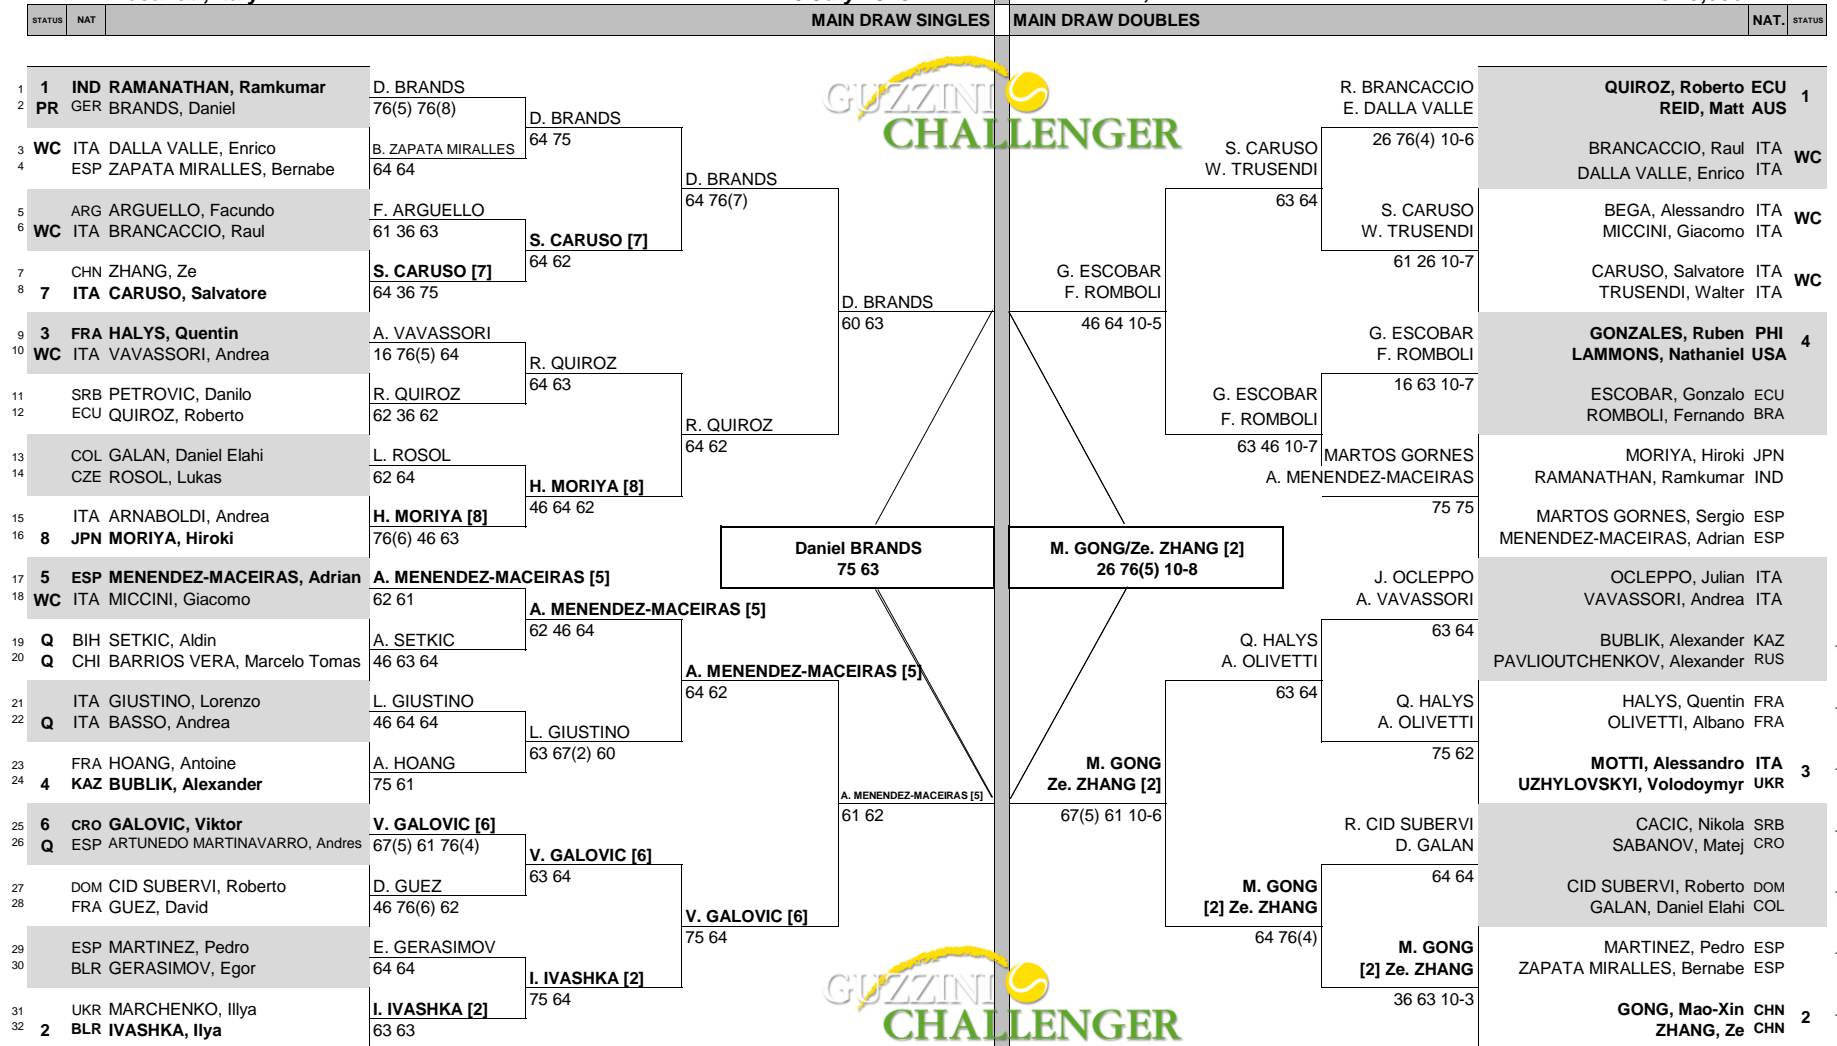 STATUS NAT MAIN DRAW SINGLES MAIN DRAW DOUBLES NAT. STATUS
GUZZINI
CHALLENGER
1 1 IND RAMANATHAN, Ramkumar
2 PR GER BRANDS, Daniel
3 WC ITA DALLA VALLE, Enrico
4 ESP ZAPATA MIRALLES, Bernabe
5 ARG ARGUELLO, Facundo
6 WC ITA BRANCACCIO, Raul
7 CHN ZHANG, Ze
8 7 ITA CARUSO, Salvatore
9 3 FRA HALYS, Quentin
10 WC ITA VAVASSORI, Andrea
11 SRB PETROVIC, Danilo
12 ECU QUIROZ, Roberto
13 COL GALAN, Daniel Elahi
14 CZE ROSOL, Lukas
15 ITA ARNABOLDI, Andrea
16 8 JPN MORIYA, Hiroki
17 5 ESP MENENDEZ-MACEIRAS, Adrian
18 WC ITA MICCINI, Giacomo
19 Q BIH SETKIC, Aldin
20 Q CHI BARRIOS VERA, Marcelo Tomas
21 ITA GIUSTINO, Lorenzo
22 Q ITA BASSO, Andrea
23 FRA HOANG, Antoine
24 4 KAZ BUBLIK, Alexander
25 6 CRO GALOVIC, Viktor
26 Q ESP ARTUNEDO MARTINAVARRO, Andres
27 DOM CID SUBERVI, Roberto
28 FRA GUEZ, David
29 ESP MARTINEZ, Pedro
30 BLR GERASIMOV, Egor
31 UKR MARCHENKO, Illya
32 2 BLR IVASHKA, Ilya
D. BRANDS
76(5) 76(8)
B. ZAPATA MIRALLES
64 64
F. ARGUELLO
61 36 63
S. CARUSO [7]
64 36 75
A. VAVASSORI
16 76(5) 64
R. QUIROZ
62 36 62
L. ROSOL
62 64
H. MORIYA [8]
76(6) 46 63
A. MENENDEZ-MACEIRAS [5]
62 61
A. SETKIC
46 63 64
L. GIUSTINO
46 64 64
A. HOANG
75 61
V. GALOVIC [6]
67(5) 61 76(4)
D. GUEZ
46 76(6) 62
E. GERASIMOV
64 64
I. IVASHKA [2]
63 63
D. BRANDS
64 75
S. CARUSO [7]
64 62
R. QUIROZ
64 63
H. MORIYA [8]
46 64 62
A. MENENDEZ-MACEIRAS [5]
62 46 64
L. GIUSTINO
63 67(2) 60
V. GALOVIC [6]
63 64
I. IVASHKA [2]
75 64
D. BRANDS
64 76(7)
R. QUIROZ
64 62
A. MENENDEZ-MACEIRAS [5]
64 62
V. GALOVIC [6]
75 64
D. BRANDS
60 63
A. MENENDEZ-MACEIRAS [5]
61 62
Daniel BRANDS
75 63
M. GONG/Ze. ZHANG [2]
26 76(5) 10-8
G. ESCOBAR
F. ROMBOLI
46 64 10-5
M. GONG
Ze. ZHANG [2]
67(5) 61 10-6
S. CARUSO
W. TRUSENDI
63 64
G. ESCOBAR
F. ROMBOLI
63 46 10-7
Q. HALYS
A. OLIVETTI
63 64
M. GONG
[2] Ze. ZHANG
64 76(4)
R. BRANCACCIO
E. DALLA VALLE
26 76(4) 10-6
S. CARUSO
W. TRUSENDI
61 26 10-7
G. ESCOBAR
F. ROMBOLI
16 63 10-7
MARTOS GORNES
A. MENENDEZ-MACEIRAS
75 75
J. OCLEPPO
A. VAVASSORI
63 64
Q. HALYS
A. OLIVETTI
75 62
R. CID SUBERVI
D. GALAN
64 64
M. GONG
[2] Ze. ZHANG
36 63 10-3
QUIROZ, Roberto ECU 1
REID, Matt AUS
BRANCACCIO, Raul ITA WC
DALLA VALLE, Enrico ITA
BEGA, Alessandro ITA WC
MICCINI, Giacomo ITA
CARUSO, Salvatore ITA WC
TRUSENDI, Walter ITA
GONZALES, Ruben PHI 4
LAMMONS, Nathaniel USA
ESCOBAR, Gonzalo ECU
ROMBOLI, Fernando BRA
MORIYA, Hiroki JPN
RAMANATHAN, Ramkumar IND
MARTOS GORNES, Sergio ESP
MENENDEZ-MACEIRAS, Adrian ESP
OCLEPPO, Julian ITA
VAVASSORI, Andrea ITA
BUBLIK, Alexander KAZ
PAVLIOUTCHENKOV, Alexander RUS
HALYS, Quentin FRA
OLIVETTI, Albano FRA
MOTTI, Alessandro ITA 3
UZHYLOVSKYI, Volodoymyr UKR
CACIC, Nikola SRB
SABANOV, Matej CRO
CID SUBERVI, Roberto DOM
GALAN, Daniel Elahi COL
MARTINEZ, Pedro ESP
ZAPATA MIRALLES, Bernabe ESP
GONG, Mao-Xin CHN 2
ZHANG, Ze CHN
GUZZINI
CHALLENGER